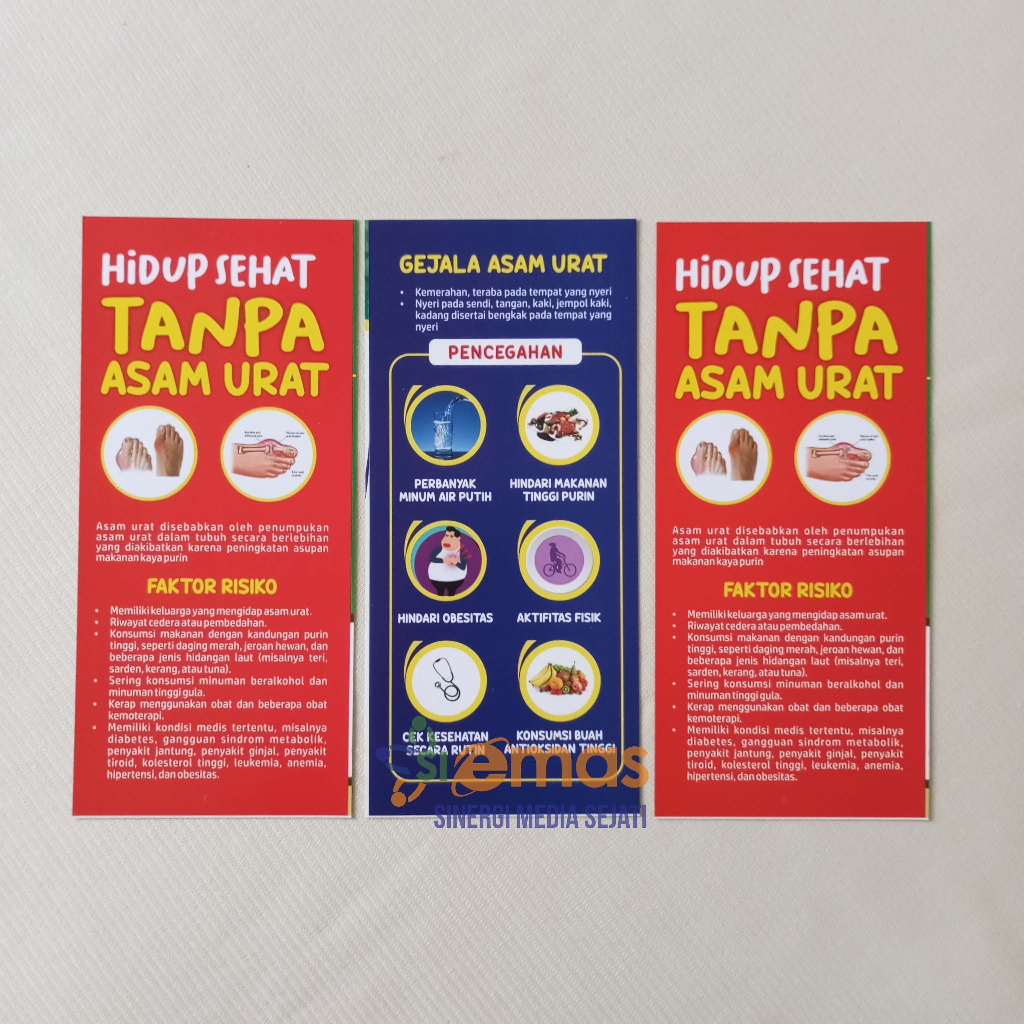 HiDUP SEHAT
TANPA
ASAM URAT
Asam urat disebabkan oleh penumpukan
asam urat dalam tubuh secara berlebihan
yang diakibatkan karena peningkatan asupan
makanan kaya purin
FAKTOR RISIKO
• Memiliki keluarga yang mengidap asam urat.
• Riwayat cedera atau pembedahan.
• Konsumsi makanan dengan kandungan purin
tinggi, seperti daging merah, jeroan hewan, dan
beberapa jenis hidangan laut (misalnya teri,
sarden, kerang, atau tuna).
• Sering konsumsi minuman beralkohol dan
minuman tinggi gula.
• Kerap menggunakan obat dan beberapa obat
kemoterapi.
• Memiliki kondisi medis tertentu, misalnya
diabetes, gangguan sindrom metabolik,
penyakit jantung, penyakit ginjal, penyakit
tiroid, kolesterol tinggi, leukemia, anemia,
hipertensi, dan obesitas.
GEJALA ASAM URAT
• Kemerahan, teraba pada tempat yang nyeri
• Nyeri pada sendi, tangan, kaki, jempol kaki,
kadang disertai bengkak pada tempat yang
nyeri
PENCEGAHAN
PERBANYAK
MINUM AIR PUTIH
HINDARI MAKANAN
TINGGI PURIN
HINDARI OBESITAS
AKTIFITAS FISIK
CEK KESEHATAN
SECARA RUTIN
KONSUMSI BUAH
ANTIOKSIDAN TINGGI
si emas
SINERGI MEDIA SEJATI
HiDUP SEHAT
TANPA
ASAM URAT
Asam urat disebabkan oleh penumpukan
asam urat dalam tubuh secara berlebihan
yang diakibatkan karena peningkatan asupan
makanan kaya purin
FAKTOR RISIKO
• Memiliki keluarga yang mengidap asam urat.
• Riwayat cedera atau pembedahan.
• Konsumsi makanan dengan kandungan purin
tinggi, seperti daging merah, jeroan hewan, dan
beberapa jenis hidangan laut (misalnya teri,
sarden, kerang, atau tuna).
• Sering konsumsi minuman beralkohol dan
minuman tinggi gula.
• Kerap menggunakan obat dan beberapa obat
kemoterapi.
• Memiliki kondisi medis tertentu, misalnya
diabetes, gangguan sindrom metabolik,
penyakit jantung, penyakit ginjal, penyakit
tiroid, kolesterol tinggi, leukemia, anemia,
hipertensi, dan obesitas.